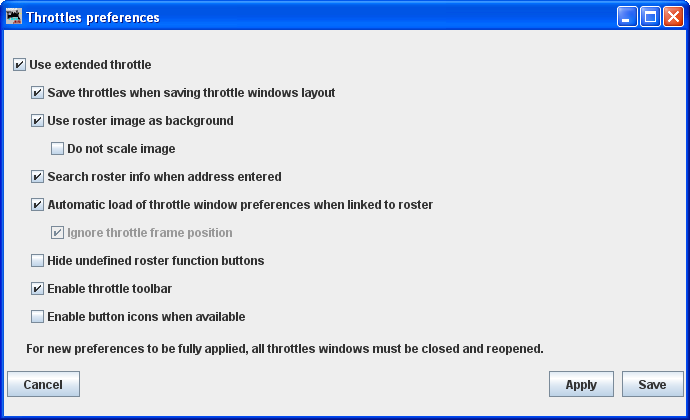 Throttles preferences
Use extended throttle
Save throttles when saving throttle windows layout
Use roster image as background
Do not scale image
Search roster info when address entered
Automatic load of throttle window preferences when linked to roster
Ignore throttle frame position
Hide undefined roster function buttons
Enable throttle toolbar
Enable button icons when available
For new preferences to be fully applied, all throttles windows must be closed and reopened.
Cancel Apply Save